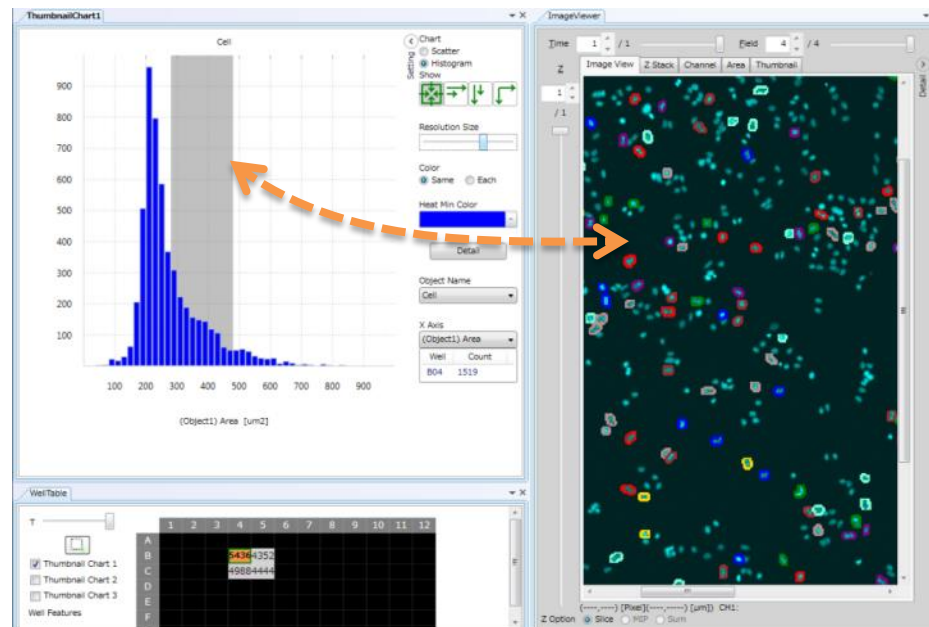 ThumbnailChart1
Cell
900
800
700
600
500
400
300
200
100
100 200 300 400 500 600 700 800 900
(Object1) Area [um2]
Setting
Chart
Scatter
Histogram
Show
Resolution Size
Color
Same Each
Heat Min Color
Detail
Object Name
Cell
X Axis
(Object1) Area
Well Count
B04 1519
WellTable
T
1 2 3 4 5 6 7 8 9 10 11 12
A
B 5436 4352
C 4988 4444
D
E
F
Thumbnail Chart 1
Thumbnail Chart 2
Thumbnail Chart 3
Well Features
ImageViewer
Time 1 / 1 Field 4 / 4
Z
1
/ 1
Image View Z Stack Channel Area Thumbnail
Detail
(----,----) [Pixel](----,-----) [um]) CH1:
Z Option Slice MIP Sum